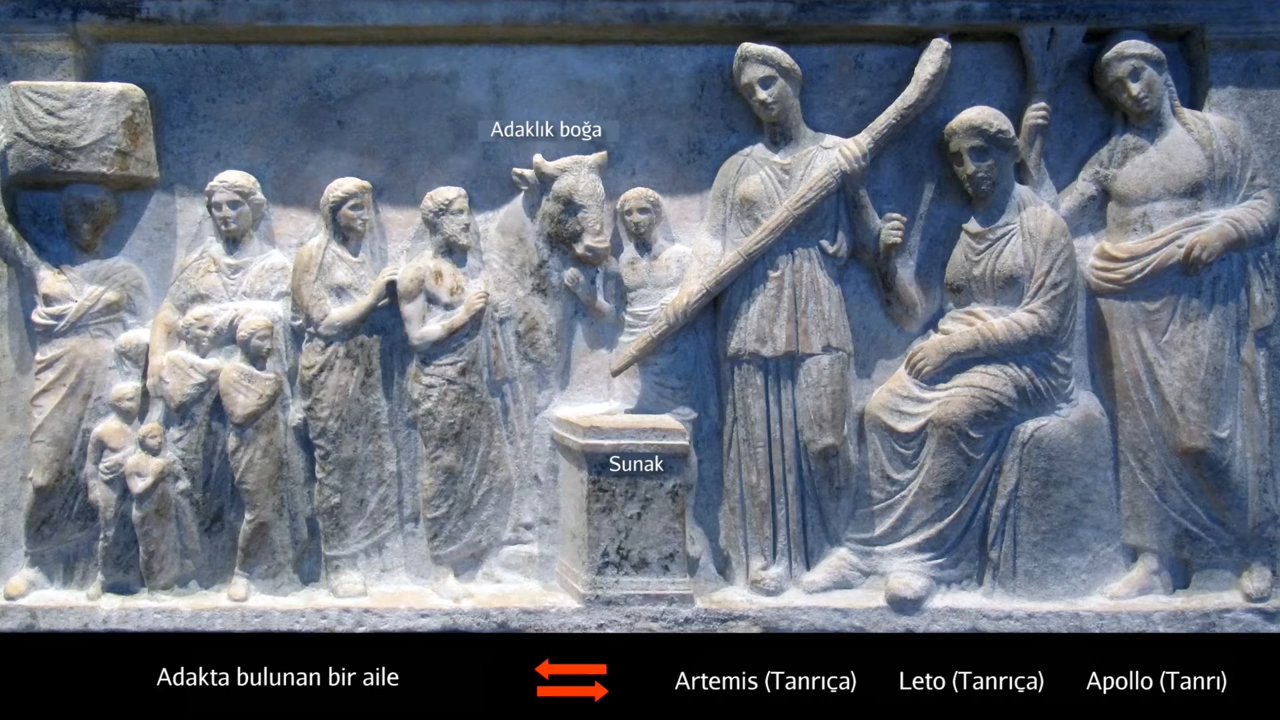 Adaklık boğa
Sunak
Adakta bulunan bir aile
Artemis (Tanrıça)
Leto (Tanrıça)
Apollo (Tanrı)